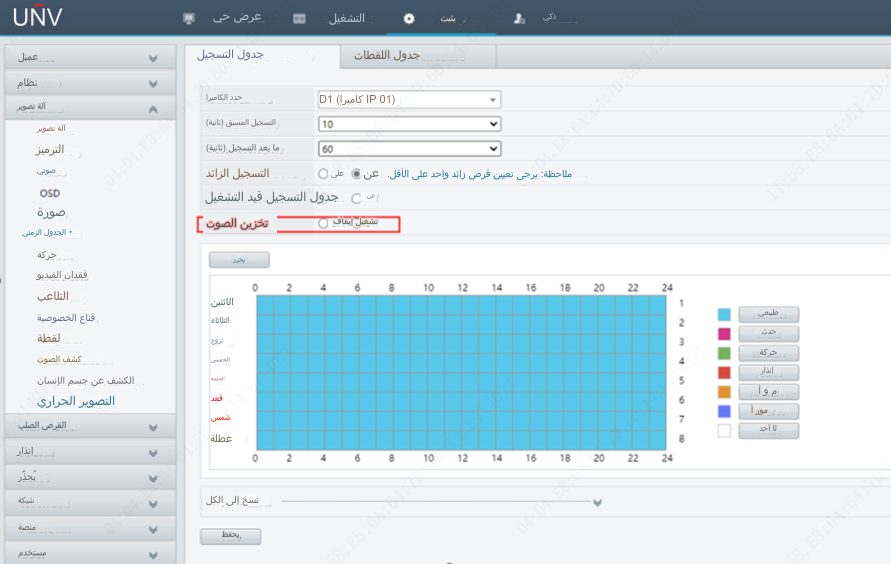 UNV
عرض حي
التشغيل
يثبت
ذكي
عميل
نظام
آلة تصوير
آلة تصوير
الترميز
صوتي
OSD
صورة
الجدول الزمني •
حركة
فقدان الفيديو
التلاعب
قناع الخصوصية
لقطة
كشف الصوت
الكشف عن جسم الإنسان
التصوير الحراري
القرص الصلب
إنذار
يُحذّر
شبكة
منصة
مستخدم
جدول التسجيل
جدول اللقطات
حدد الكاميرا
D1 (كاميرا IP 01)
التسجيل المسبق (ثانية)
10
ما بعد التسجيل (ثانية)
60
التسجيل الزائد
على
عن
ملاحظة: يرجى تعيين قرص زائد واحد على الأقل.
جدول التسجيل قيد التشغيل
عن
تخزين الصوت
تشغيل إيقاف
يحرر
0 2 4 6 8 10 12 14 16 18 20 22 24
الاثنين 1
الثلاثاء 2
تزوج 3
الخميس 4
الجمعة 5
قعد 6
شمس 7
عطلة 8
0 2 4 6 8 10 12 14 16 18 20 22 24
طبيعي
حدث
حركة
إنذار
م و أ
مور أ
لا أحد
نسخ إلى الكل
يحفظ